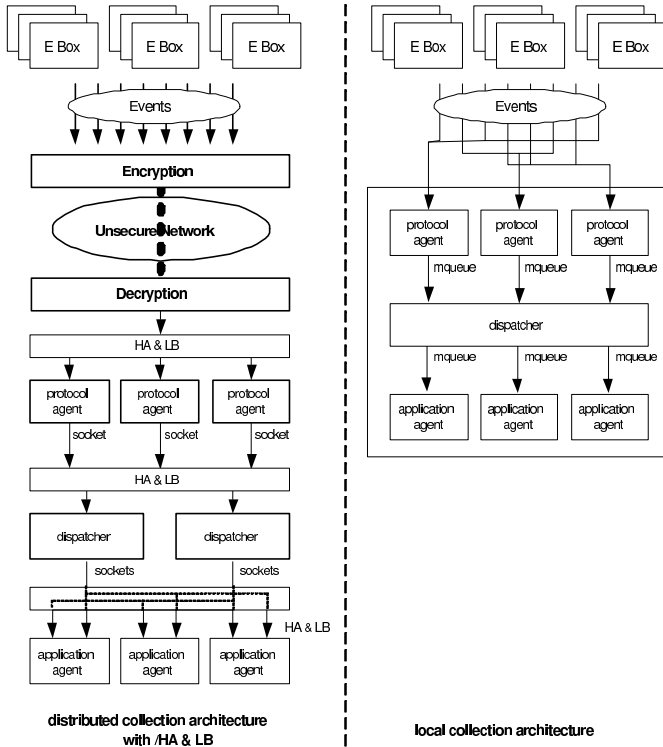 E Box E Box E Box
Events
Encryption
Unsecure Network
Decryption
HA & LB
protocol protocol protocol
agent agent agent
socket socket socket
HA & LB
dispatcher dispatcher
sockets sockets
HA & LB
application application application
agent agent agent
distributed collection architecture
with /HA & LB
E Box E Box E Box
Events
protocol protocol protocol
agent agent agent
mqueue mqueue mqueue
dispatcher
mqueue mqueue mqueue
application application application
agent agent agent
local collection architecture